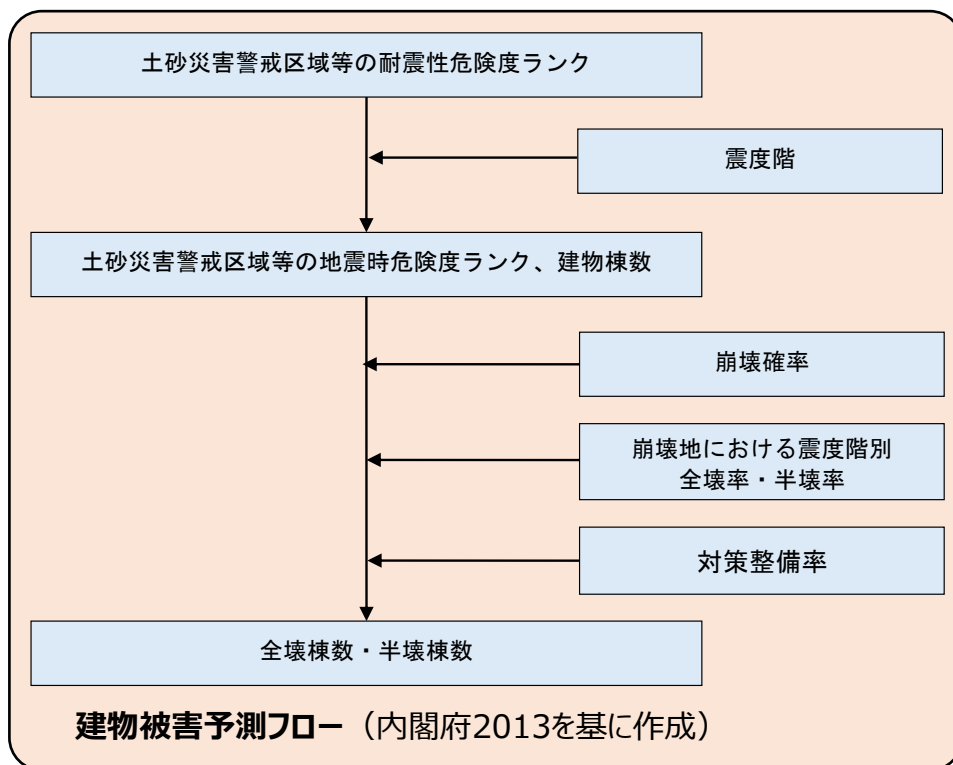 土砂災害警戒区域等の耐震性危険度ランク
震度階
土砂災害警戒区域等の地震時危険度ランク、建物棟数
崩壊確率
崩壊地における震度階別
全壊率・半壊率
対策整備率
全壊棟数・半壊棟数
建物被害予測フロー（内閣府2013を基に作成）